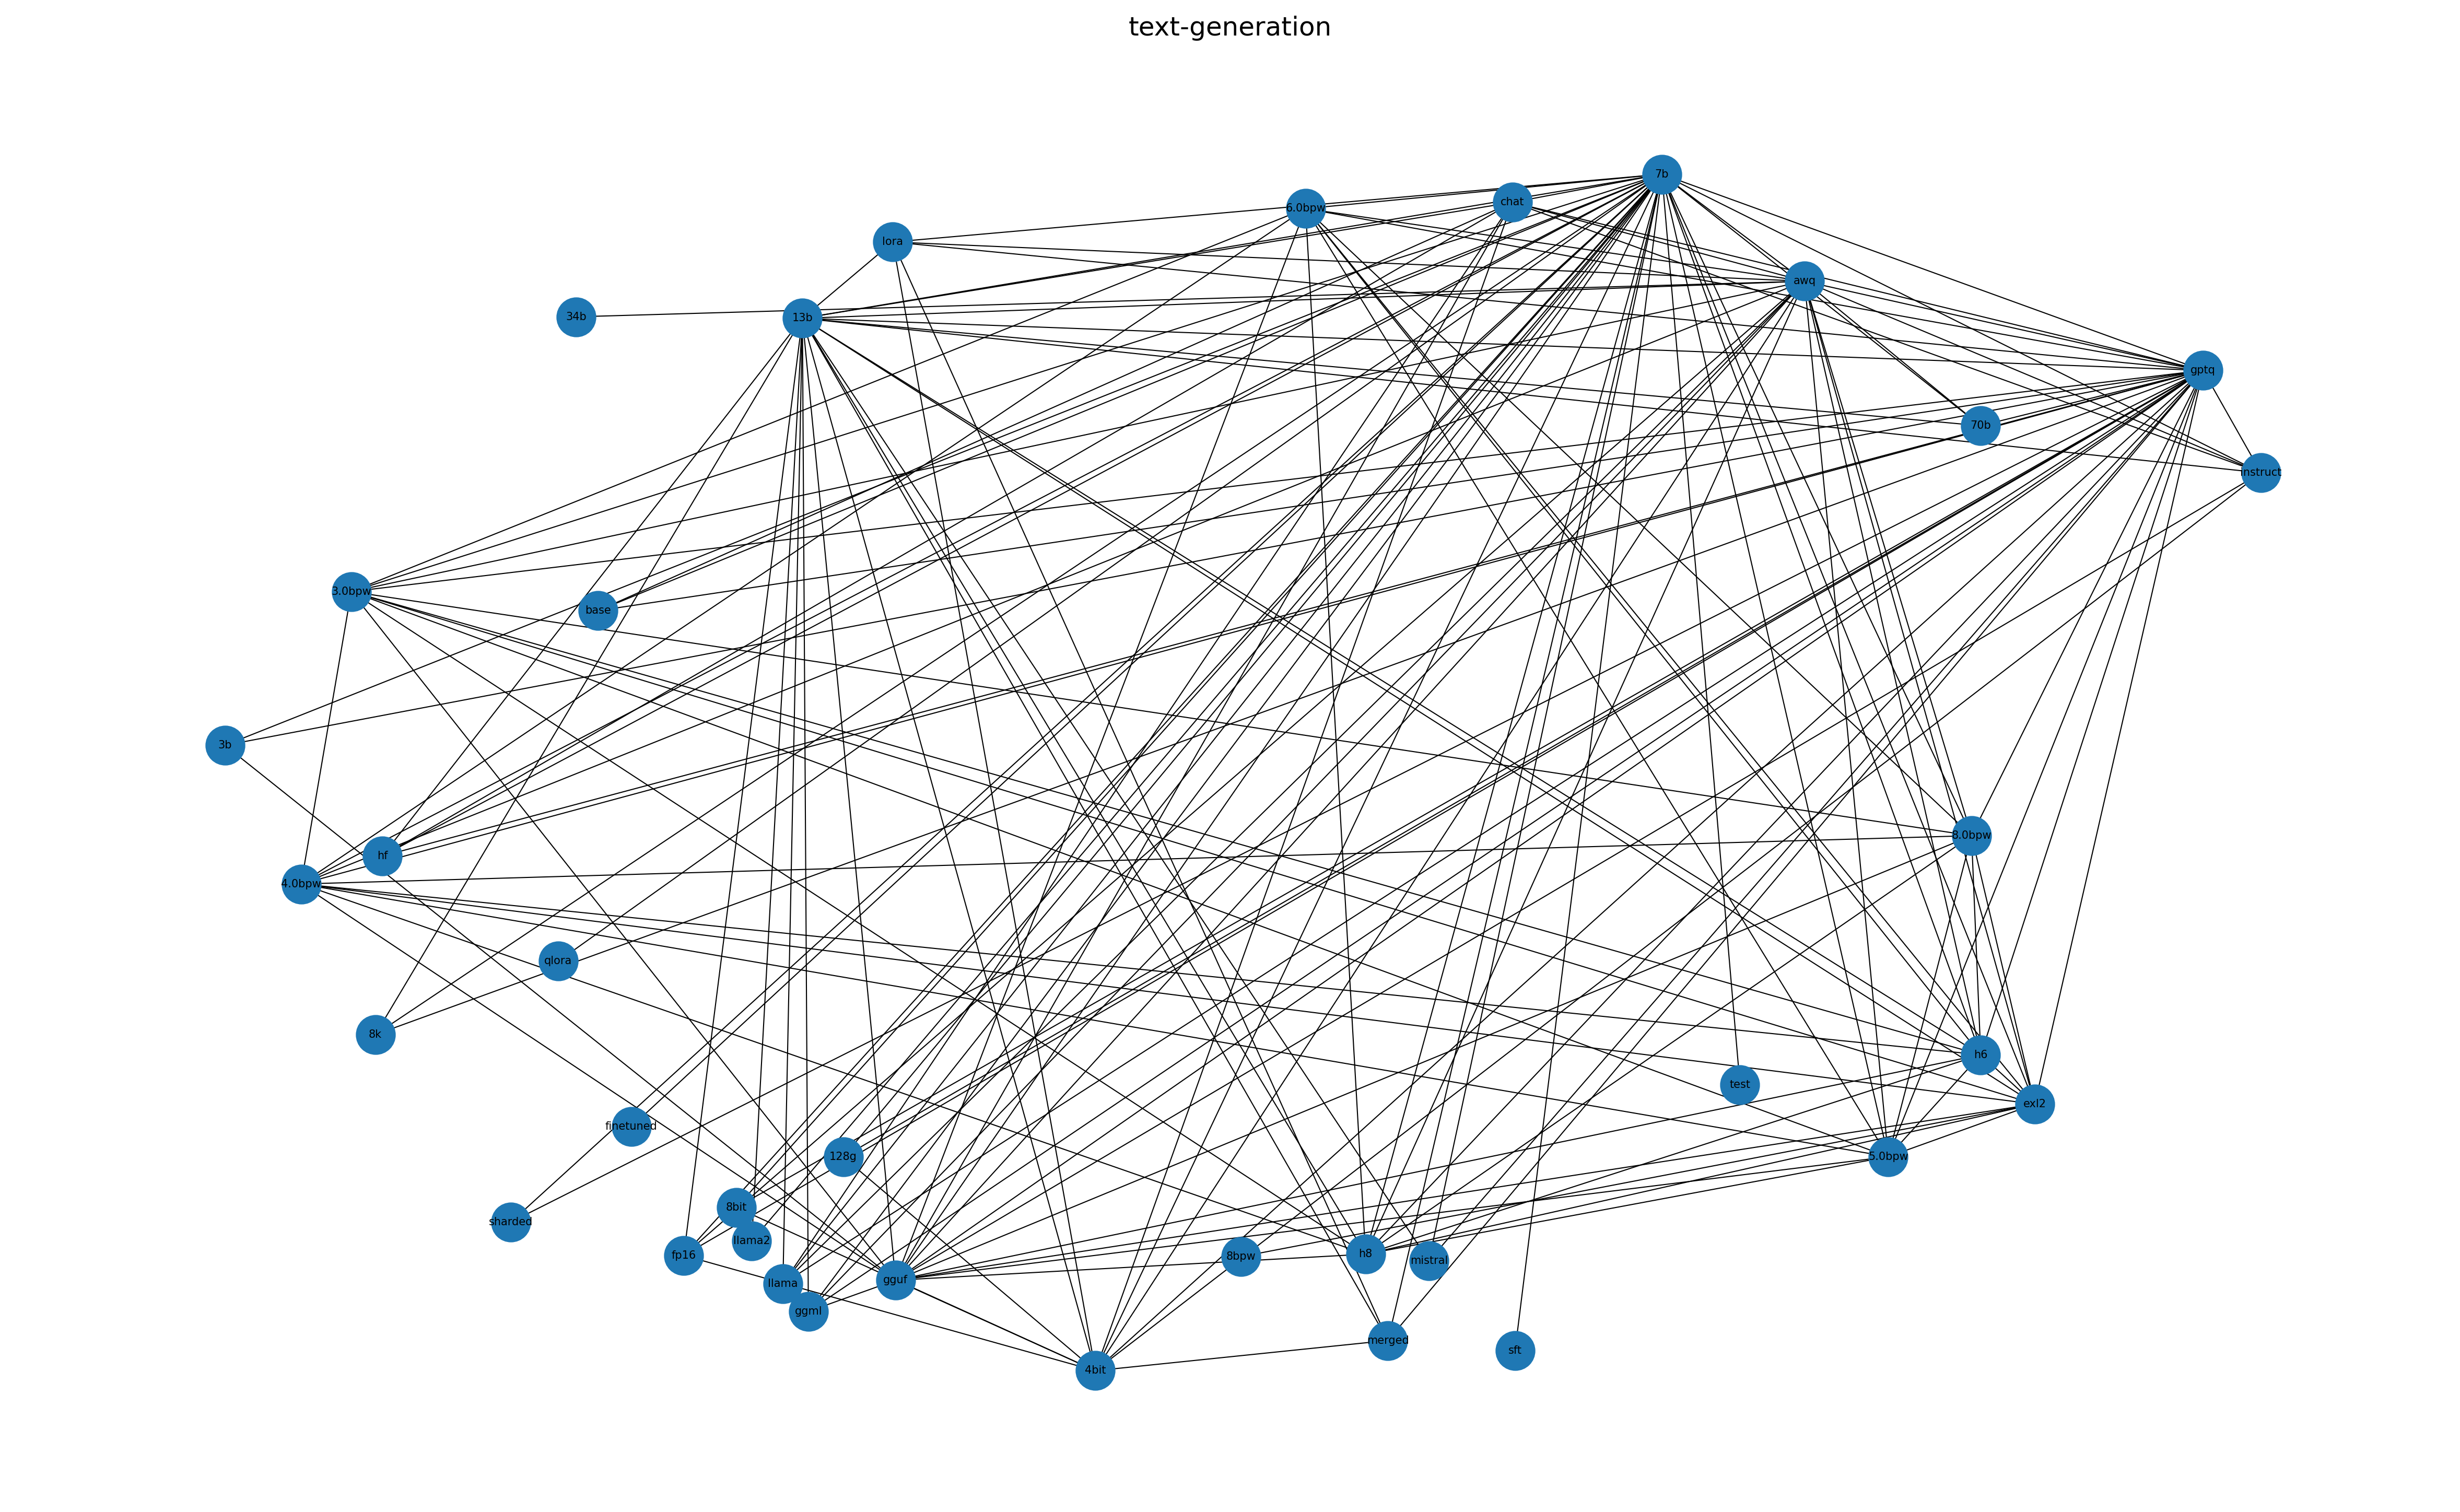 text-generation
7b
chat
6.0bpw
lora
awq
34b
13b
gptq
70b
instruct
3.0bpw
base
3b
8.0bpw
hf
4.0bpw
qlora
8k
h6
test
exl2
finetuned
128g
5.0bpw
8bit
sharded
llama2
fp16
8bpw
h8
mistral
gguf
llama
ggml
merged
sft
4bit